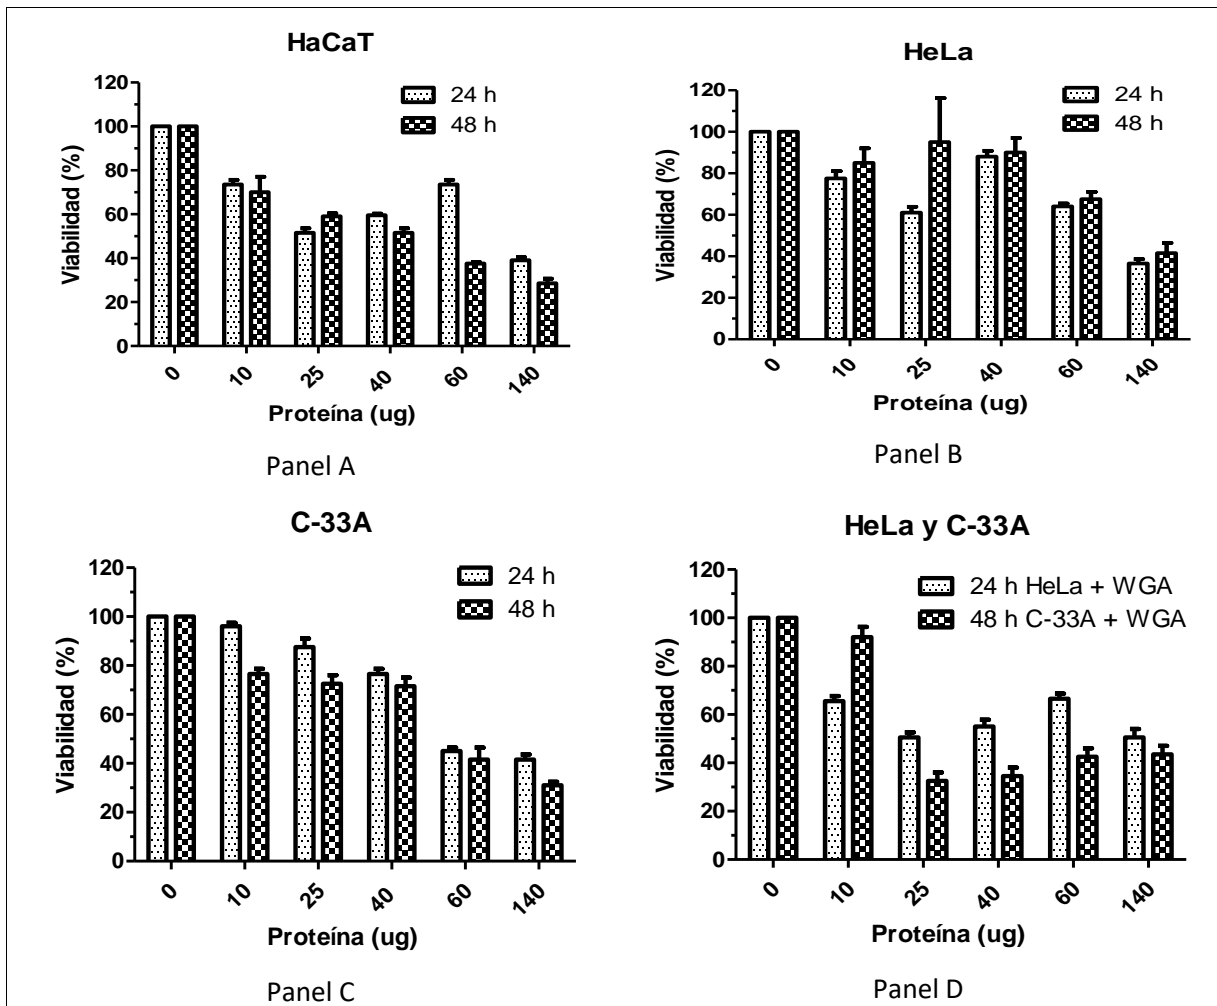 HaCaT
120
100
80
60
40
20
0
Viabilidad (%)
24 h
48 h
0
10
25
40
60
140
Proteína (ug)
Panel A
HeLa
120
100
80
60
40
20
0
Viabilidad (%)
24 h
48 h
0
10
25
40
60
140
Proteína (ug)
Panel B
C-33A
120
100
80
60
40
20
0
Viabilidad (%)
24 h
48 h
0
10
25
40
60
140
Proteína (ug)
Panel C
HeLa y C-33A
120
100
80
60
40
20
0
Viabilidad (%)
24 h HeLa + WGA
48 h C-33A + WGA
0
10
25
40
60
140
Proteína (ug)
Panel D